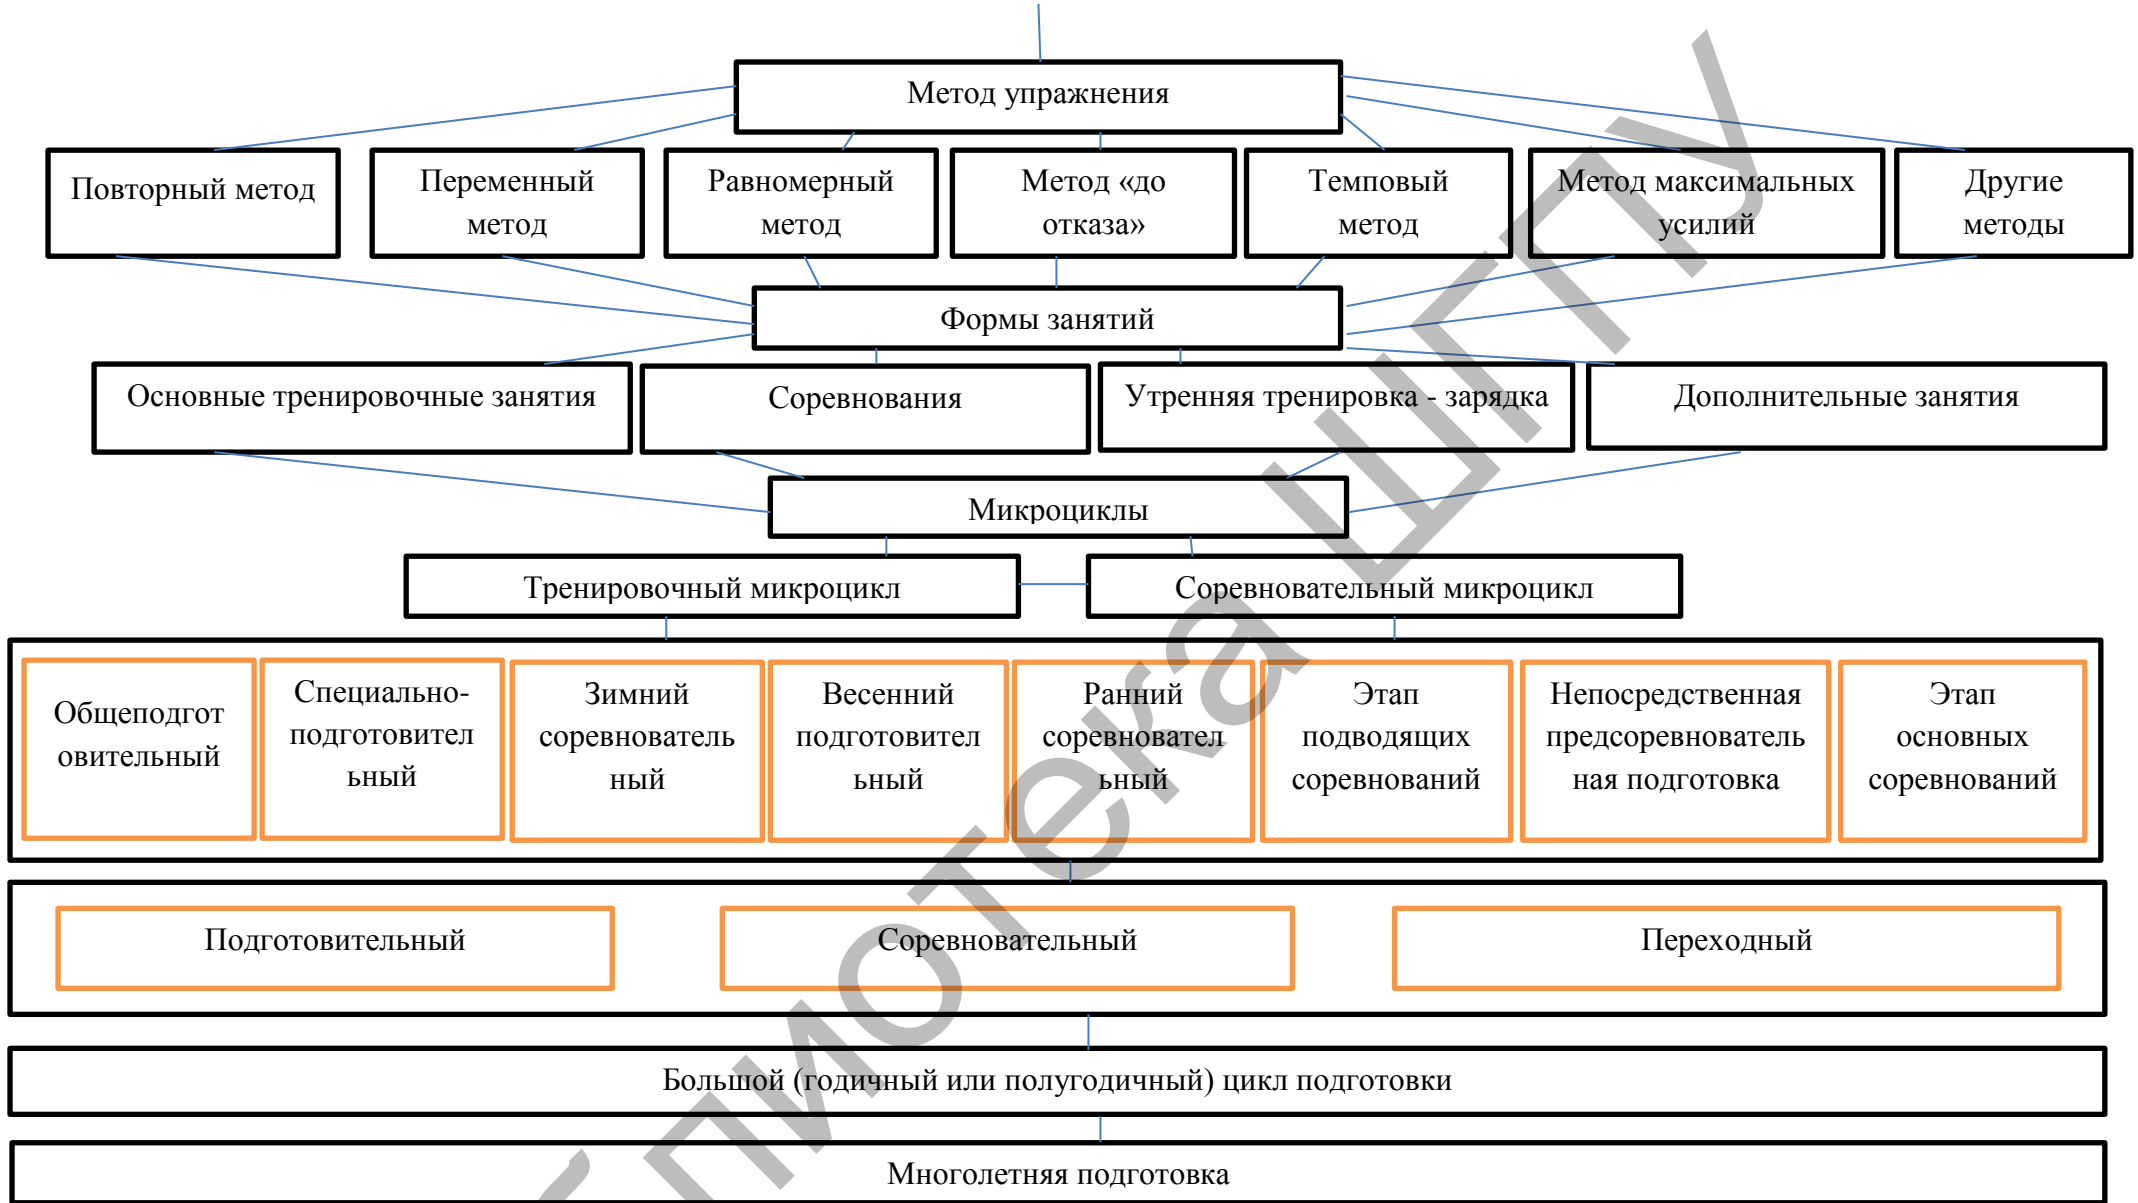 Метод упражнения
Повторный метод
Переменный
метод
Равномерный
метод
Метод «до
отказа»
Темповый
метод
Метод максимальных
усилий
Другие
методы
Формы занятий
Основные тренировочные занятия
Соревнования
Утренняя тренировка - зарядка
Дополнительные занятия
Микроциклы
Тренировочный микроцикл
Соревновательный микроцикл
Общеподгот
овительный
Специально-
подготовител
ьный
Зимний
соревнователь
ный
Весенний
подготовител
ьный
Ранний
соревновател
ьный
Этап
подводящих
соревнований
Непосредственная
предсоревнователь
ная подготовка
Этап
основных
соревнований
Подготовительный
Соревновательный
Переходный
Большой (годичный или полугодичный) цикл подготовки
Многолетняя подготовка
блиотека ШГПУ